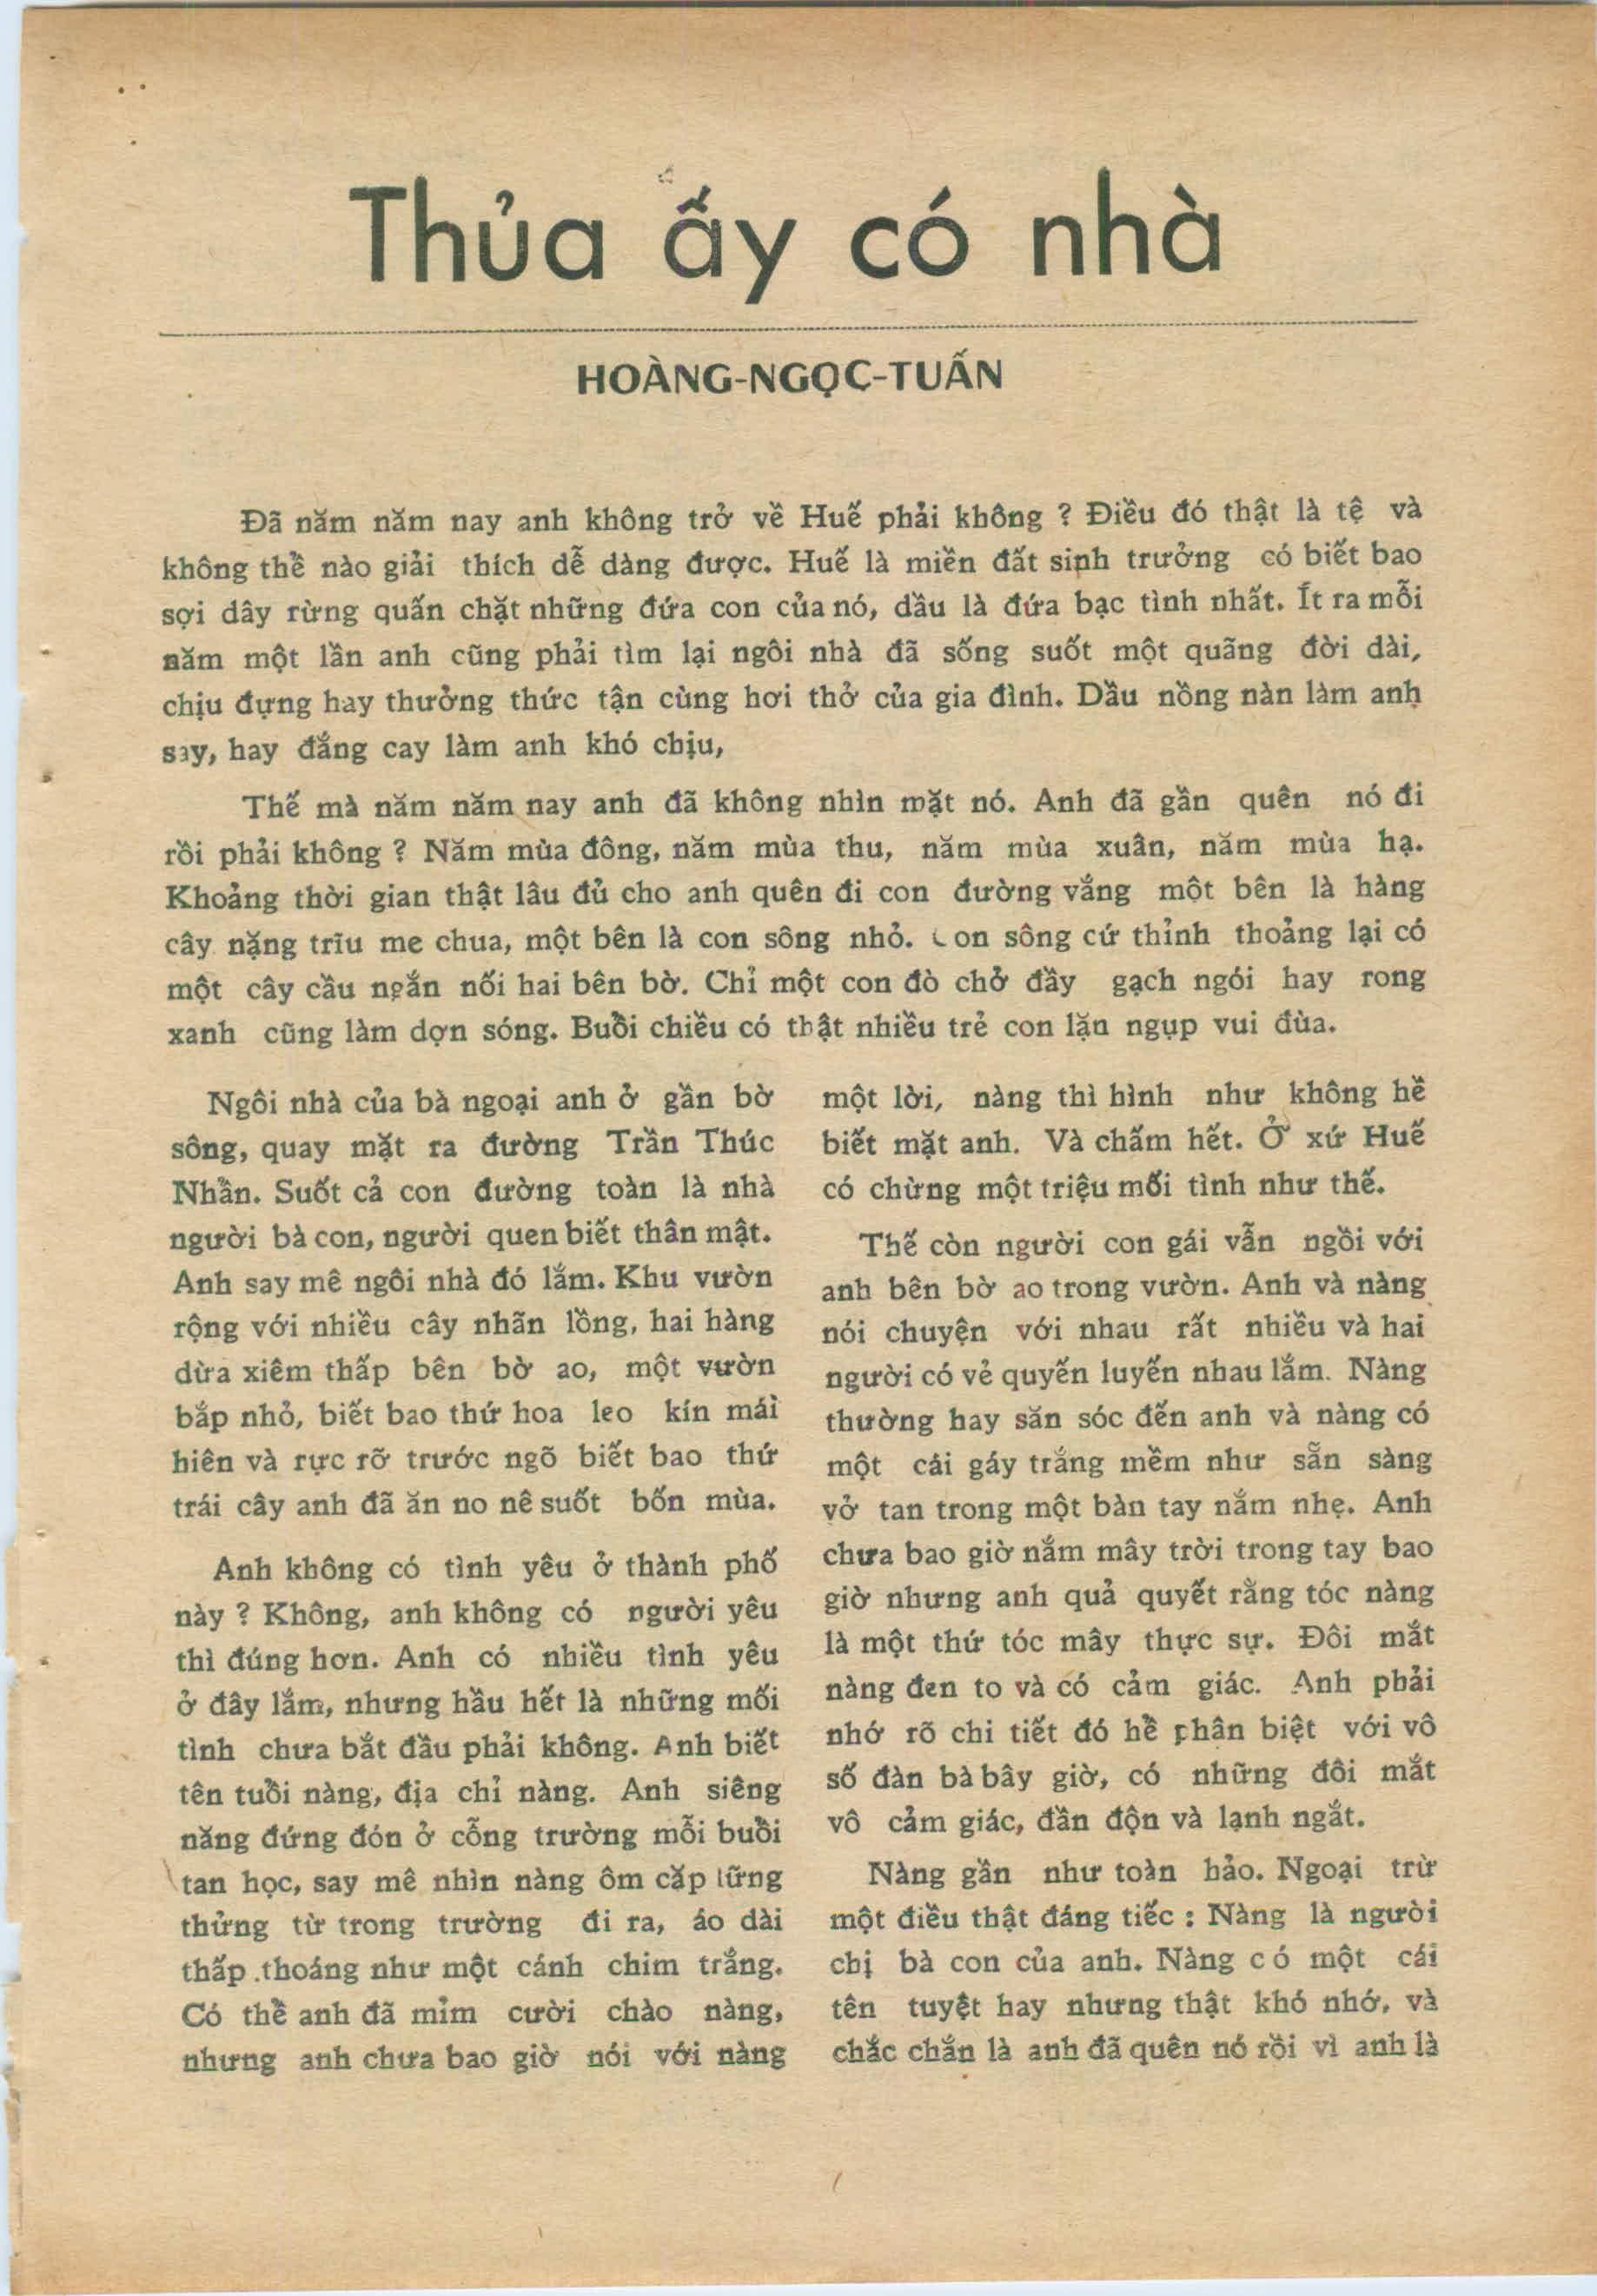 Thủa ấy có nhà
HOÀNG-NGỌC-TUẤN
Đã năm năm nay anh không trở về Huế phải không ? Điều đó thật là tệ và
không thể nào giải thích dễ dàng được. Huế là miền đất sinh trưởng có biết bao
sợi dây rừng quấn chặt những đứa con của nó, dầu là đứa bạc tình nhất. Ít ra mỗi
năm một lần anh cũng phải tìm lại ngôi nhà đã sống suốt một quãng đời dài,
chịu đựng hay thưởng thức tận cùng hơi thở của gia đình. Dầu nồng nàn làm anh
say, hay đắng cay làm anh khó chịu,
Thế mà năm năm nay anh đã không nhìn mặt nó. Anh đã gần quên nó đi
rồi phải không ? Năm mùa đông, năm mùa thu, năm mùa xuân, năm mùa hạ.
Khoảng thời gian thật lâu đủ cho anh quên đi con đường vắng một bên là hàng
cây nặng trĩu me chua, một bên là con sông nhỏ. Con sông cứ thỉnh thoảng lại có
một cây cầu ngắn nối hai bên bờ. Chỉ một con đò chở đầy gạch ngói hay rong
xanh cũng làm dợn sóng. Buổi chiều có thật nhiều trẻ con lặn ngụp vui đùa.
Ngôi nhà của bà ngoại anh ở gần bờ
sông, quay mặt ra đường Trần Thúc
Nhẫn. Suốt cả con đường toàn là nhà
người bà con, người quen biết thân mật.
Anh say mê ngôi nhà đó lắm. Khu vườn
rộng với nhiều cây nhãn lồng, hai hàng
dừa xiêm thấp bên bờ ao, một vườn
bắp nhỏ, biết bao thứ hoa leo kín mái
hiên và rực rỡ trước ngõ biết bao thứ
trái cây anh đã ăn no nê suốt bốn mùa.
Anh không có tình yêu ở thành phố
này ? Không, anh không có người yêu
thì đúng hơn. Anh có nhiều tình yêu
ở đây lắm, nhưng hầu hết là những mối
tình chưa bắt đầu phải không. Anh biết
tên tuổi nàng, địa chỉ nàng. Anh siêng
năng đứng đón ở cổng trường mỗi buổi
tan học, say mê nhìn nàng ôm cặp lững
thửng từ trong trường đi ra, áo dài
thấp thoáng như một cánh chim trắng.
Có thể anh đã mỉm cười chào nàng,
nhưng anh chưa bao giờ nói với nàng
một lời, nàng thì hình như không hề
biết mặt anh. Và chấm hết. Ở xứ Huế
có chừng một triệu mối tình như thế.
Thế còn người con gái vẫn ngồi với
anh bên bờ ao trong vườn. Anh và nàng
nói chuyện với nhau rất nhiều và hai
người có vẻ quyến luyến nhau lắm. Nàng
thường hay săn sóc đến anh và nàng có
một cái gáy trắng mềm như sẵn sàng
vở tan trong một bàn tay nắm nhẹ. Anh
chưa bao giờ nắm mây trời trong tay bao
giờ nhưng anh quả quyết rằng tóc nàng
là một thứ tóc mây thực sự. Đôi mắt
nàng đen to và có cảm giác. Anh phải
nhớ rõ chi tiết đó hề phân biệt với vô
số đàn bà bây giờ, có những đôi mắt
vô cảm giác, đần độn và lạnh ngắt.
Nàng gần như toàn hảo. Ngoại trừ
một điều thật đáng tiếc : Nàng là người
chị bà con của anh. Nàng có một cái
tên tuyệt hay nhưng thật khó nhớ, và
chắc chắn là anh đã quên nó rồi vì anh là